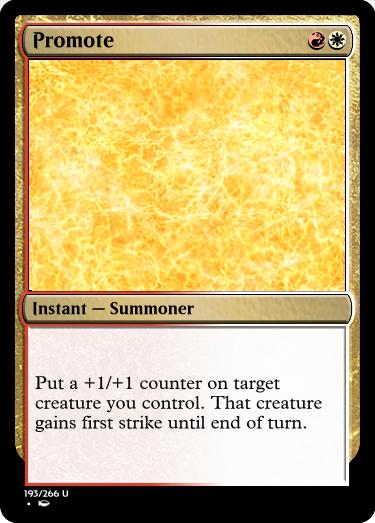 Promote
Instant — Summoner
Put a +1/+1 counter on target
creature you control. That creature
gains first strike until end of turn.
193/266 U